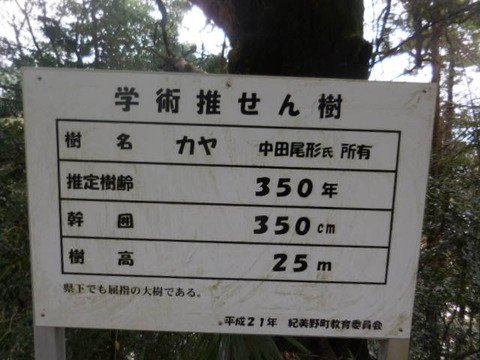 学術推せん樹
樹名 カヤ 中田尾形氏 所有
推定樹齢 350年
幹囲 350cm
樹高 25m
県下でも屈指の大樹である。
平成21年 紀美野町教育委員会